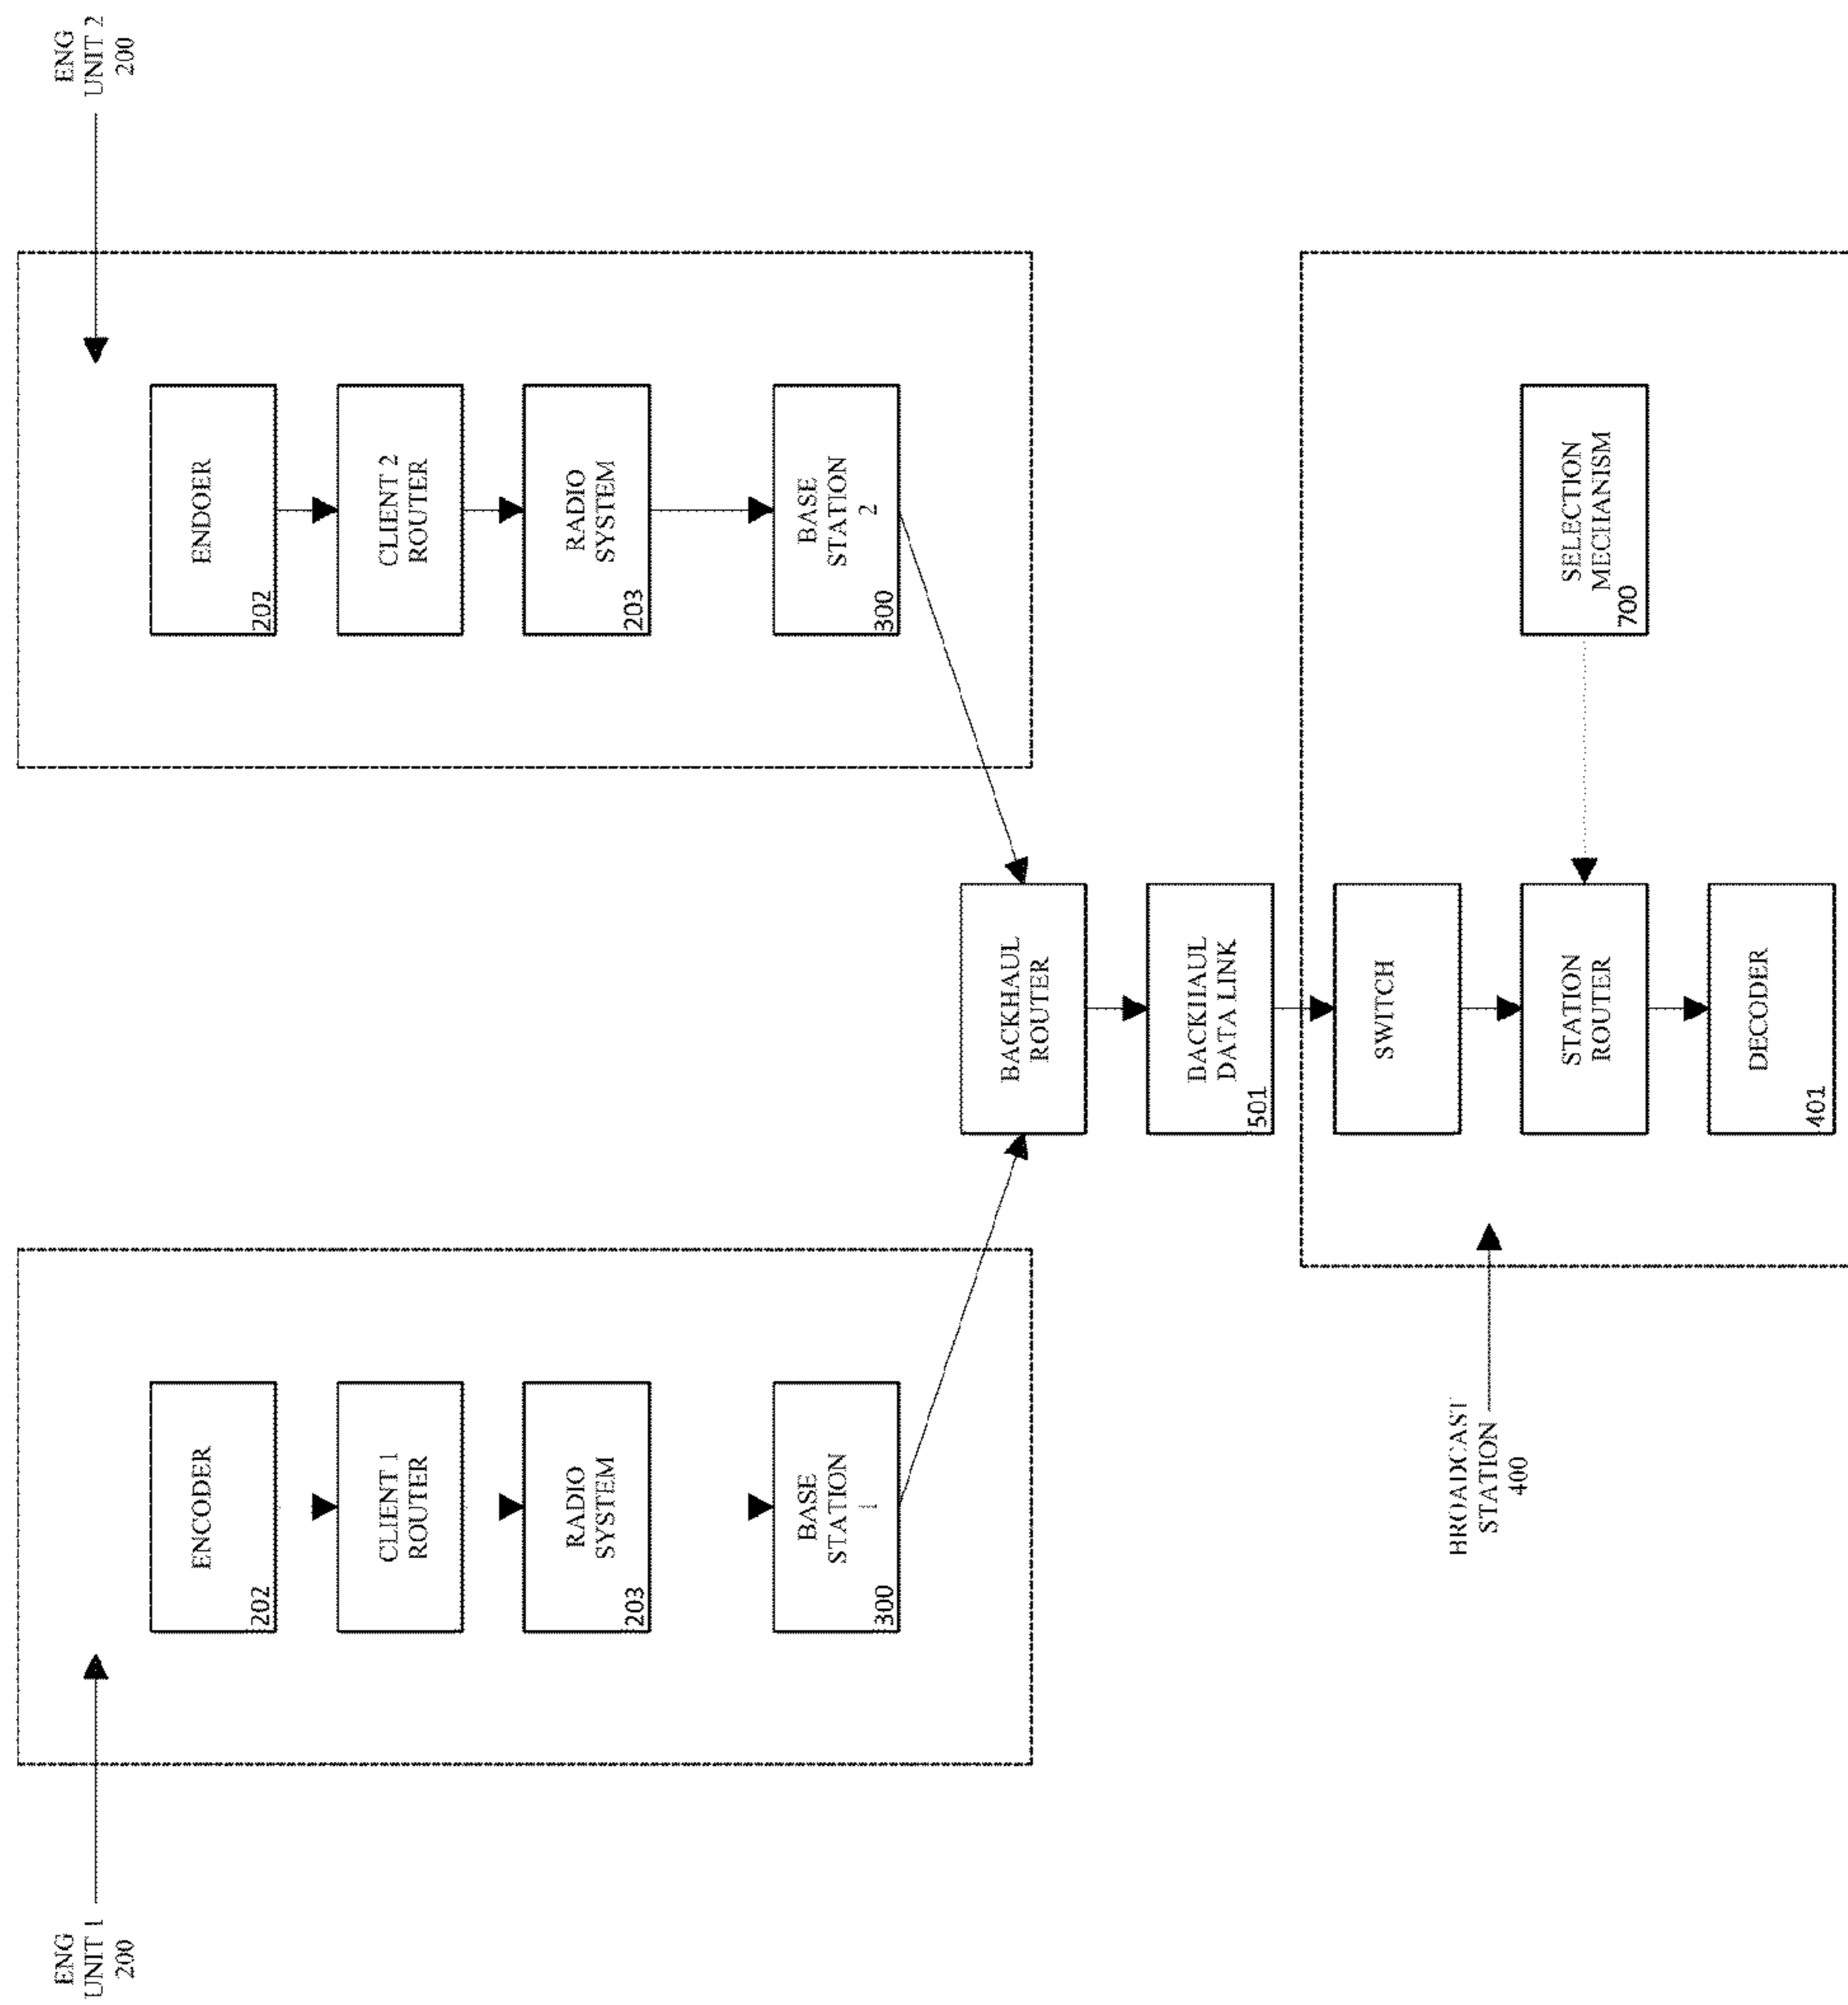 ENG
UNIT 1
200
ENCODER
202
CLIENT 1
ROUTER
RADIO
SYSTEM
203
BASE
STATION
1
300
ENG
UNIT 2
200
ENDOER
202
CLIENT 2
ROUTER
RADIO
SYSTEM
203
BASE
STATION
2
300
BACKHAUL
ROUTER
BACKHAUL
DATA LINK
501
BROADCAST
STATION
400
SWITCH
STATION
ROUTER
DECODER
401
SELECTION
MECHANISM
700